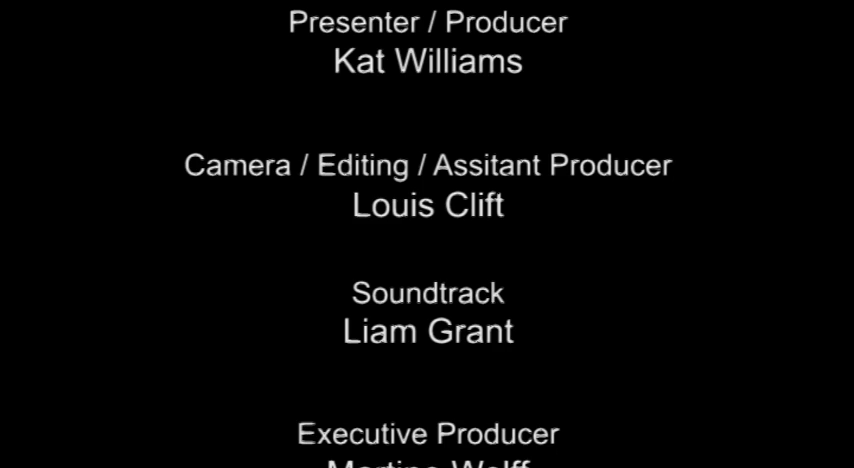 Presenter / Producer
Kat Williams
Camera / Editing / Assitant Producer
Louis Clift
Soundtrack
Liam Grant
Executive Producer